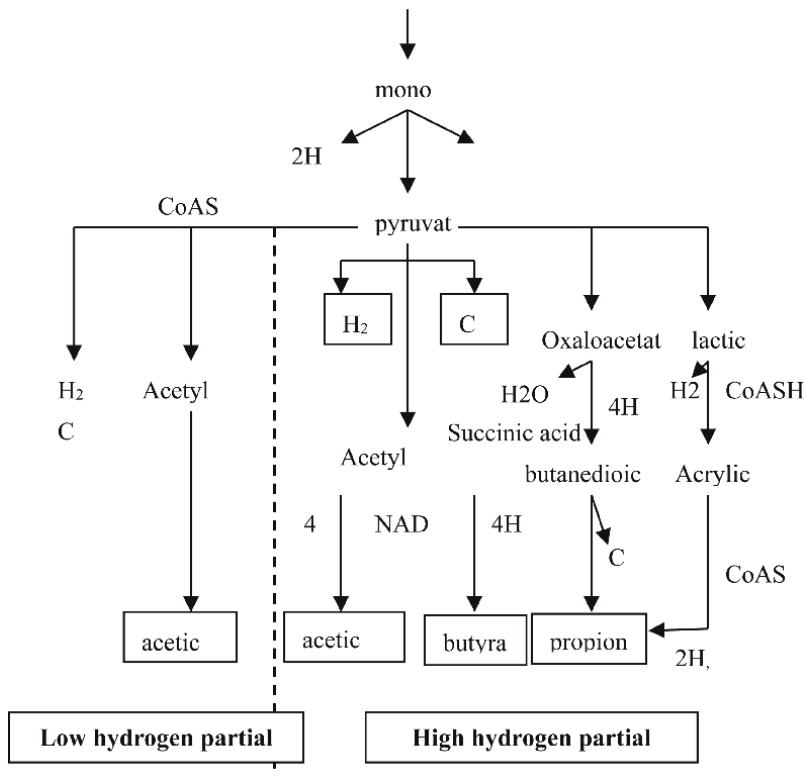 mono
2H
CoAS
pyruvat
H₂
C
Oxaloacetat
lactic
H₂
C
Acetyl
H2O
4H
H2
CoASH
Succinic acid
butanedioic
Acetyl
Acrylic
4
NAD
4H
C
CoAS
acetic
acetic
butyra
propion
2H,
Low hydrogen partial
High hydrogen partial